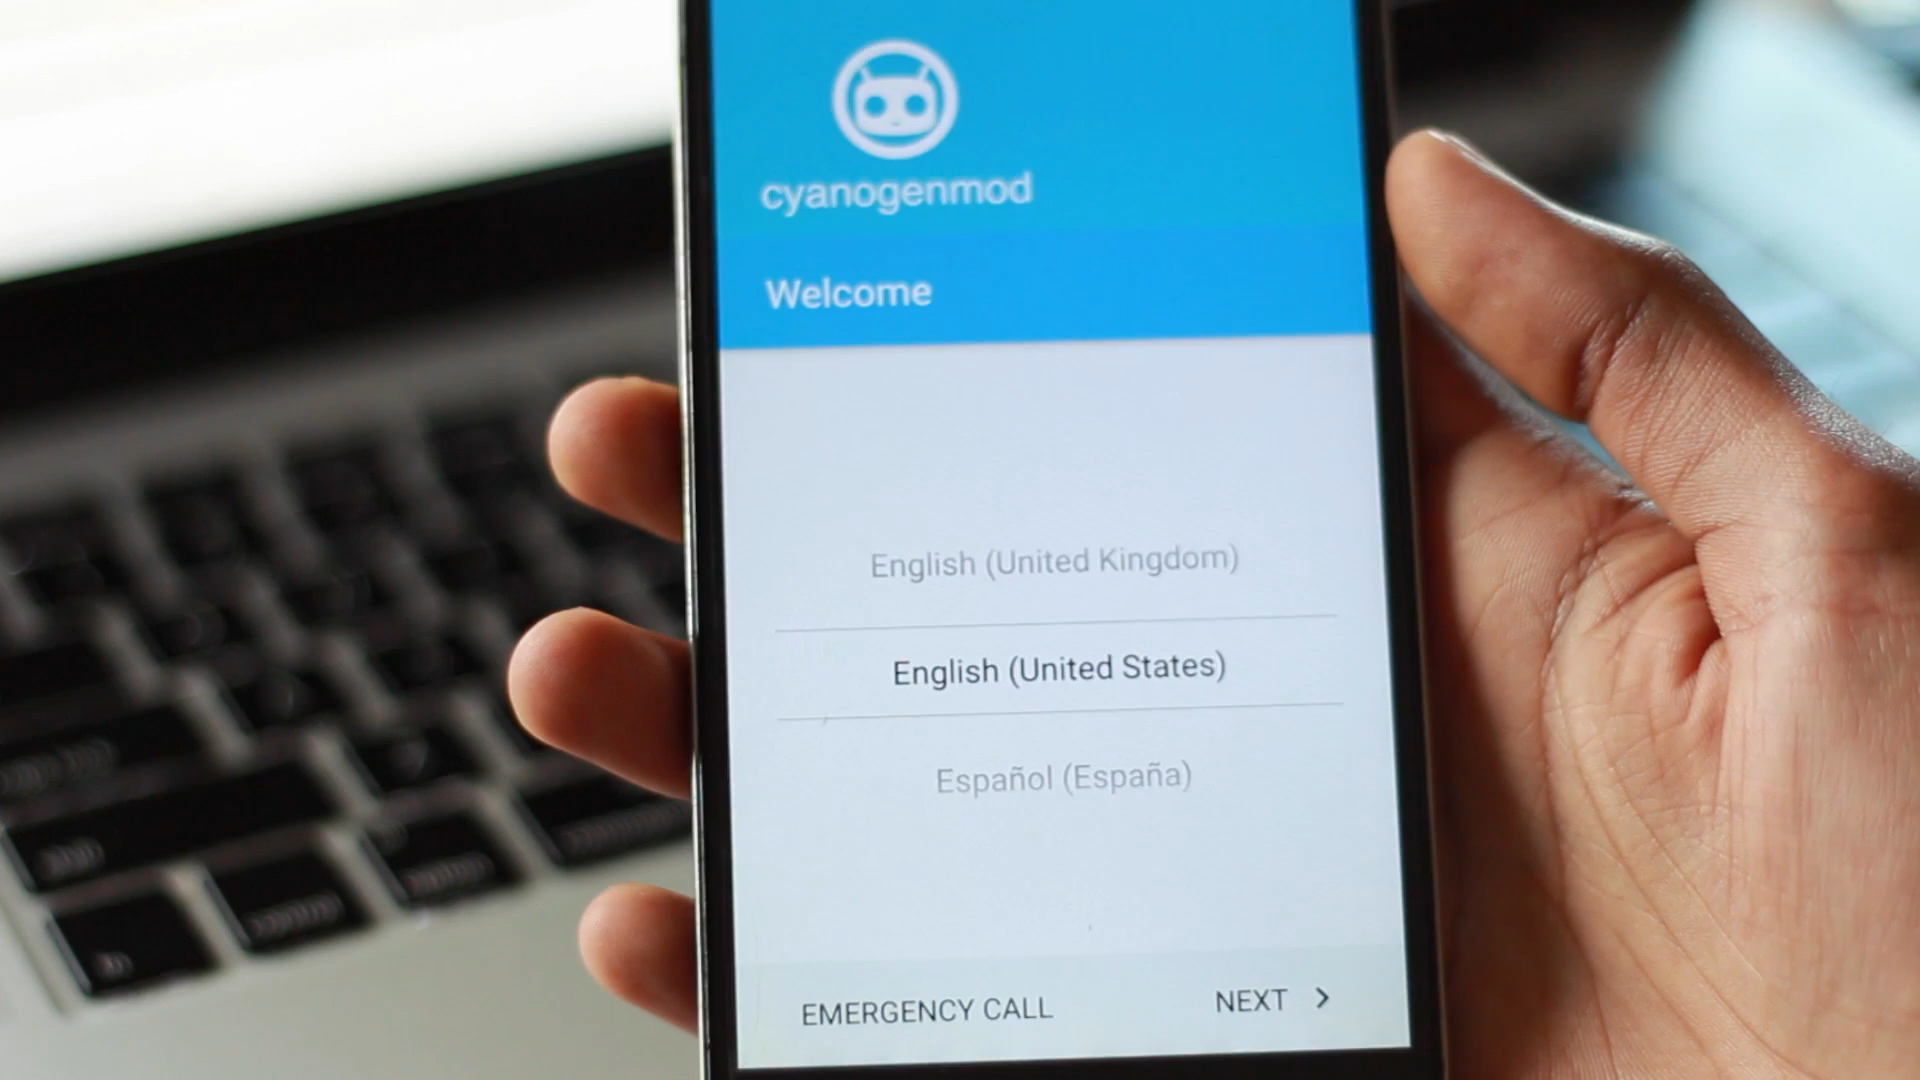 cyanogenmod
Welcome
English (United Kingdom)
English (United States)
Español (España)
EMERGENCY CALL
NEXT